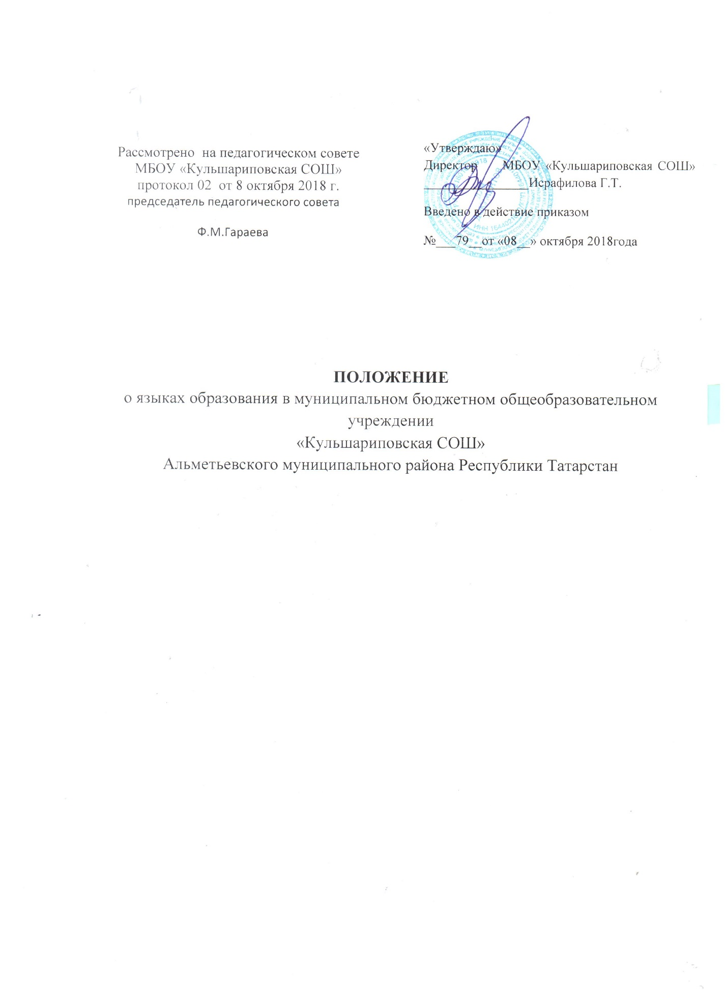 Рассмотрено на педагогическом совете
МБОУ «Кульшариповская СОШ»
протокол 02 от 8 октября 2018 г.
председатель педагогического совета
Ф.М.Гараева
«Утверждаю»
Директор МБОУ «Кульшариповская СОШ»
________________Исрафилова Г.Т.
Введено в действие приказом
№___79__от «08__» октября 2018года
ПОЛОЖЕНИЕ
о языках образования в муниципальном бюджетном общеобразовательном
учреждении
«Кульшариповская СОШ»
Альметьевского муниципального района Республики Татарстан